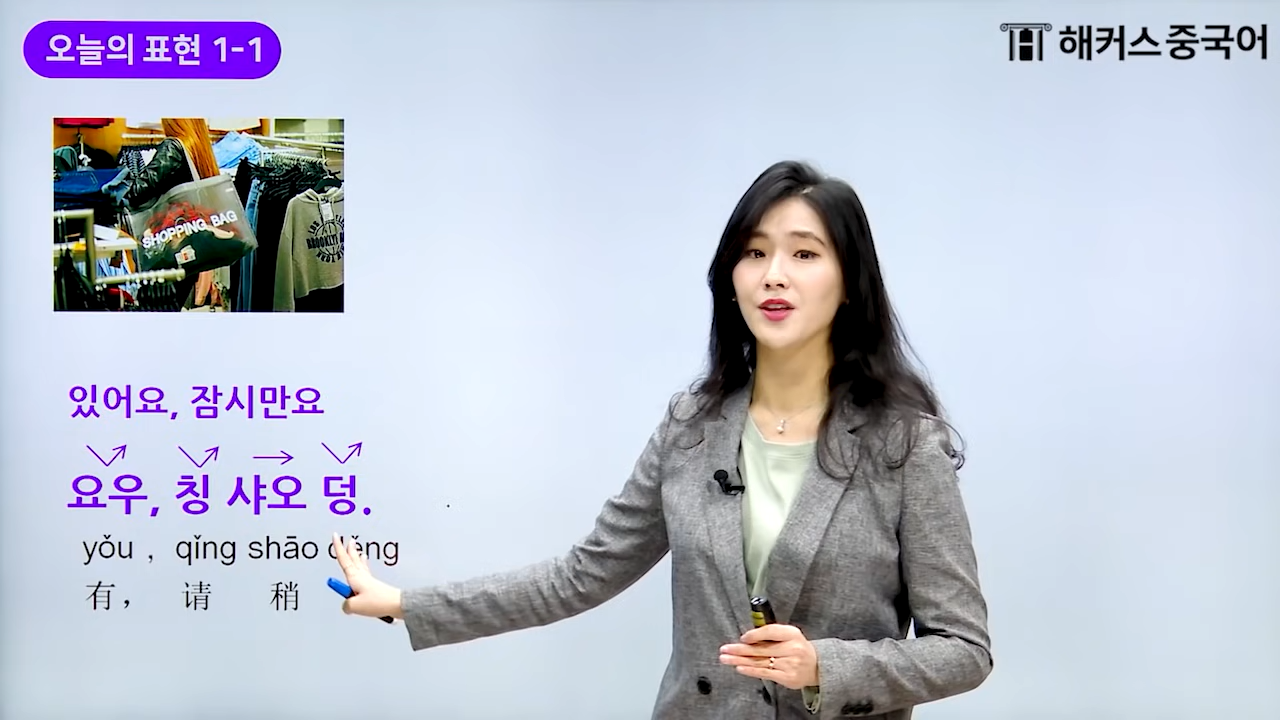 오늘의 표현 1-1
해커스중국어
SHOPPING BAG
있어요, 잠시만요
요우, 칭 샤오 덩.
yǒu , qǐng shāo děng
有, 请 稍